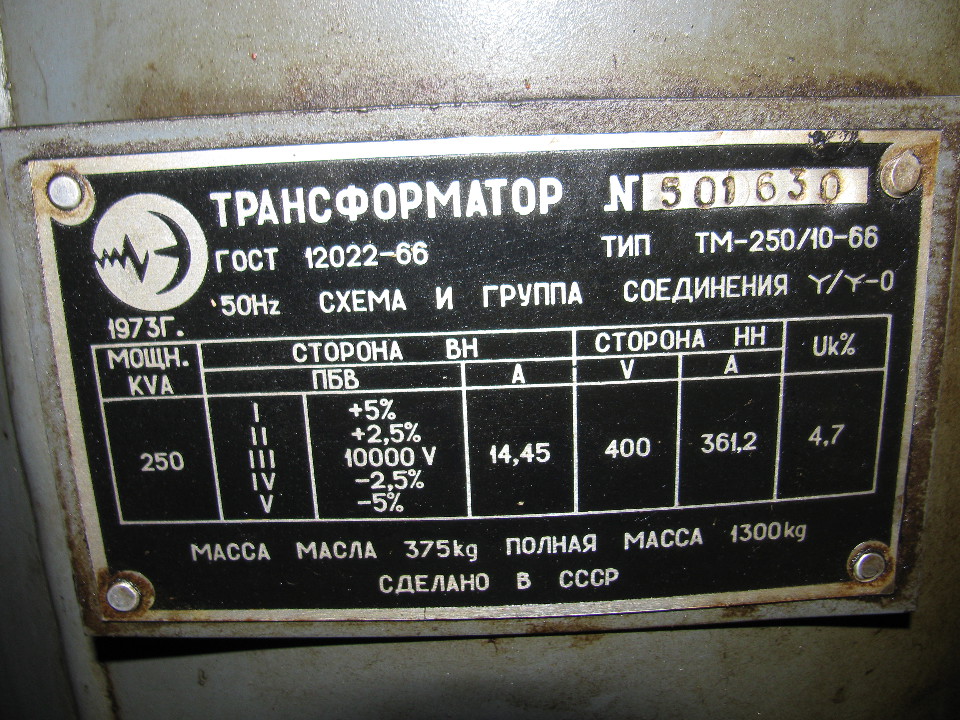 ТРАНСФОРМАТОР № 501630
ГОСТ 12022-66 ТИП ТМ-250/10-66
50Hz СХЕМА И ГРУППА СОЕДИНЕНИЯ Y/Y-0
1973Г.
МОЩН. KVA СТОРОНА ВН СТОРОНА НН Uk%
ПБВ А V А
I +5%
II +2,5%
250 III 10000 V 14,45 400 361,2 4,7
IV -2,5%
V -5%
МАССА МАСЛА 375kg ПОЛНАЯ МАССА 1300kg
СДЕЛАНО В СССР